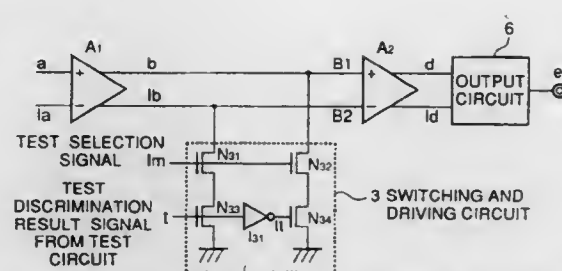 6
A1 A2
a + b B1 + d OUTPUT CIRCUIT e
Ia − Ib B2 − Id
TEST SELECTION SIGNAL Im N31 N32
TEST DISCRIMINATION RESULT SIGNAL FROM TEST CIRCUIT t N33 I31 I1 N34
3 SWITCHING AND DRIVING CIRCUIT